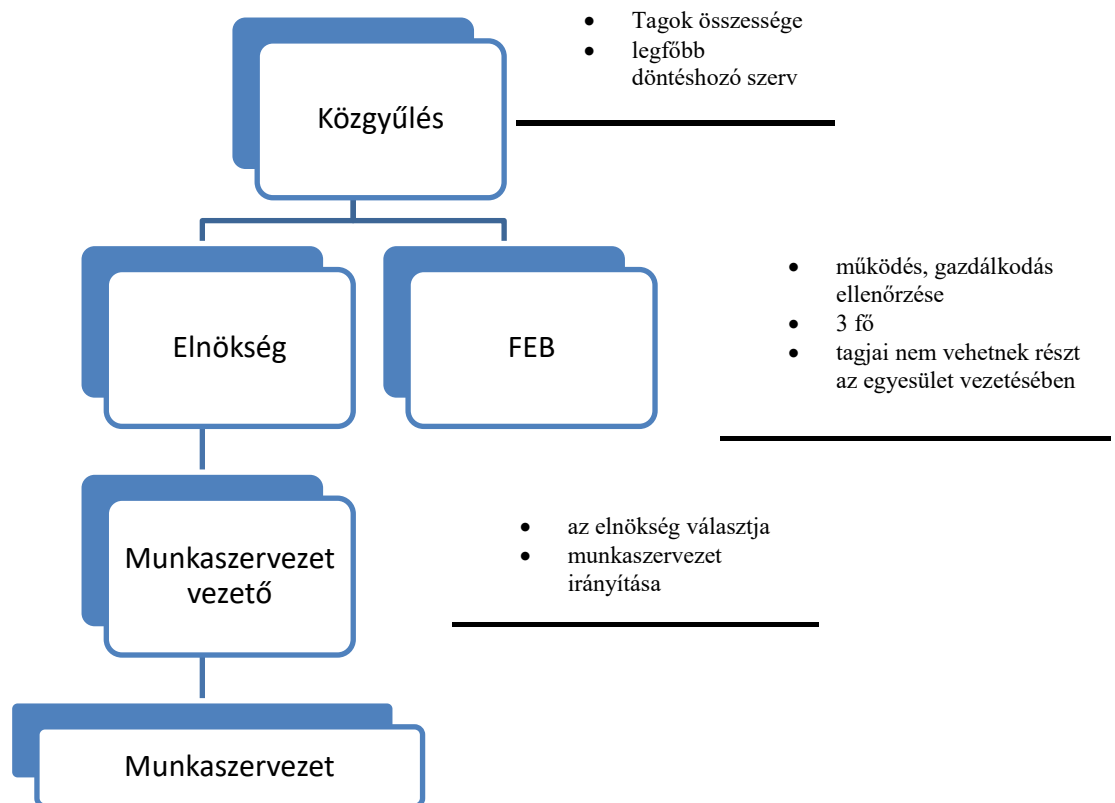 • Tagok összessége
• legfőbb
döntéshozó szerv
Közgyűlés
Elnökség
FEB
• működés, gazdálkodás
ellenőrzése
• 3 fő
• tagjai nem vehetnek részt
az egyesület vezetésében
Munkaszervezet
vezető
• az elnökség választja
• munkaszervezet
irányítása
Munkaszervezet